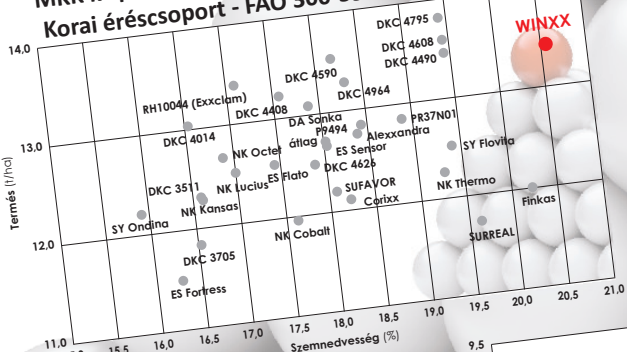 Korai éréscsoport - FAO 300
14,0
13,0
12,0
11,0
Termés (t/ha)
DKC 4795
WINXX
DKC 4608
DKC 4490
DKC 4590
DKC 4964
RH10044 (Exxclam)
DKC 4408
DA Sonka
PR37N01
DKC 4014
P9494
Alexxandra
NK Octet
átlag
ES Sensor
SY Flovita
DKC 4626
ES Flato
NK Lucius
DKC 3511
SUFAVOR
NK Thermo
NK Kansas
Corixx
Finkas
SY Ondina
NK Cobalt
SURREAL
DKC 3705
ES Fortress
15,5
16,0
16,5
17,0
17,5
18,0
18,5
19,0
19,5
20,0
20,5
21,0
Szemnedvesség (%)
9,5